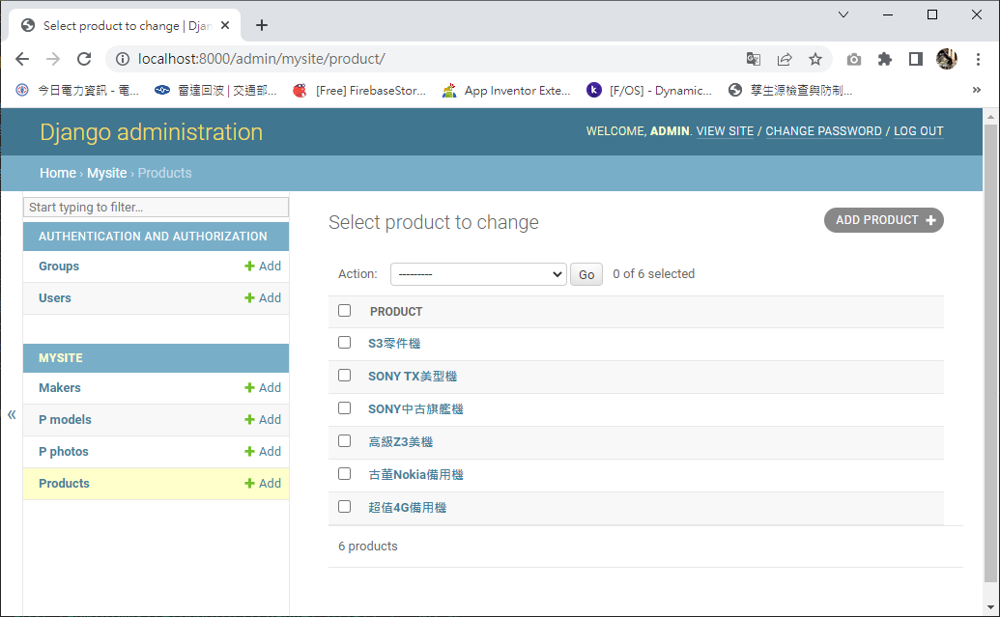 Select product to change | Djan
localhost:8000/admin/mysite/product/
今日電力資訊 - 電... 雷達回波 | 交通部... [Free] FirebaseStor... App Inventor Exte... [F/OS] - Dynamic... 孳生源檢查與防制... »
Django administration
WELCOME, ADMIN. VIEW SITE / CHANGE PASSWORD / LOG OUT
Home › Mysite › Products
Start typing to filter...
AUTHENTICATION AND AUTHORIZATION
Groups + Add
Users + Add
MYSITE
Makers + Add
P models + Add
P photos + Add
Products + Add
«
Select product to change
ADD PRODUCT +
Action: --------- Go 0 of 6 selected
PRODUCT
S3零件機
SONY TX美型機
SONY中古旗艦機
高級Z3美機
古董Nokia備用機
超值4G備用機
6 products